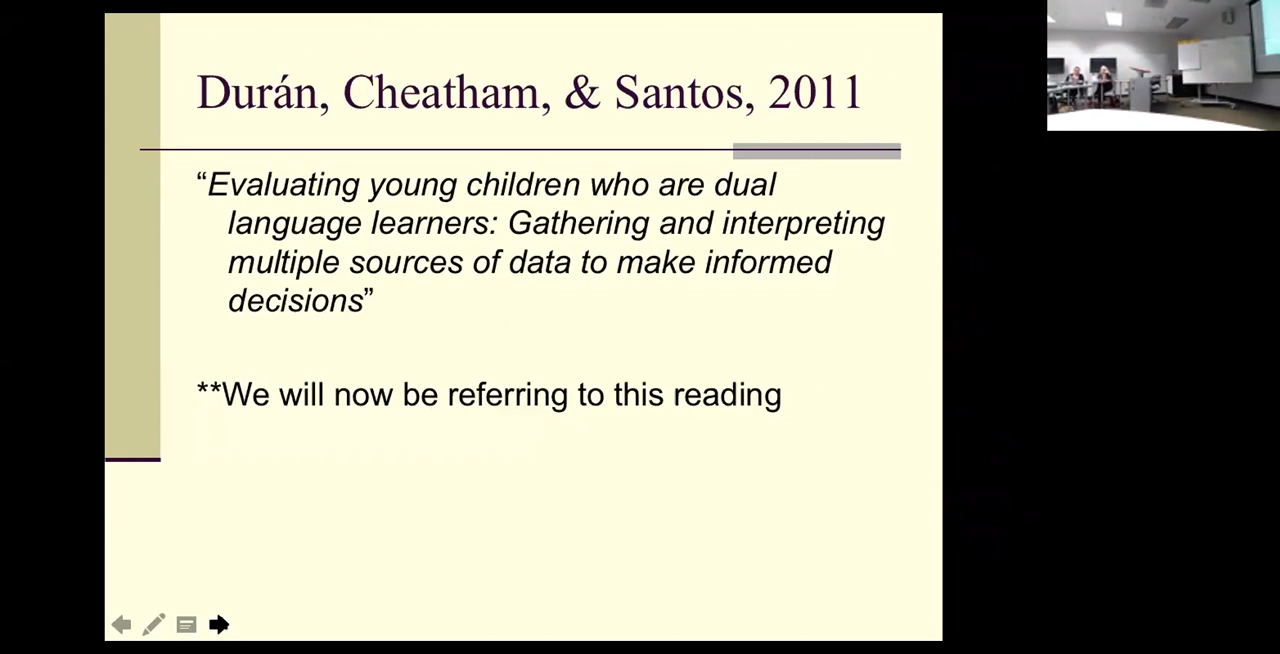 Durán, Cheatham, & Santos, 2011
“Evaluating young children who are dual
language learners: Gathering and interpreting
multiple sources of data to make informed
decisions”
**We will now be referring to this reading